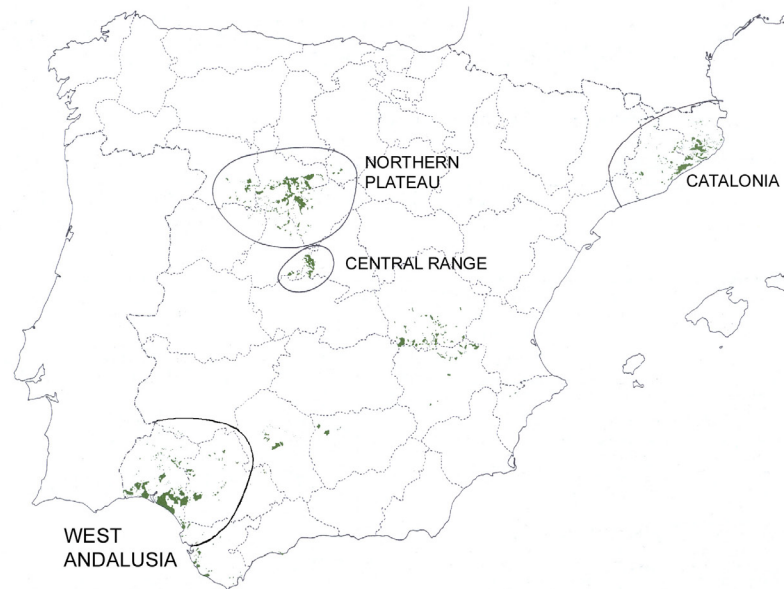 NORTHERN
PLATEAU
CATALONIA
CENTRAL RANGE
WEST
ANDALUSIA